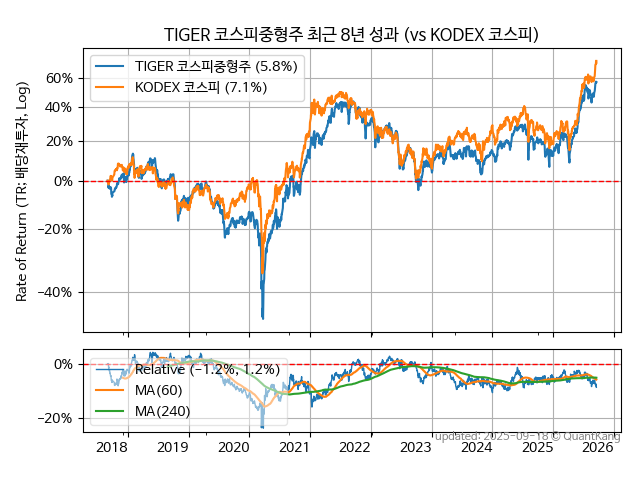 TIGER 코스피중형주 최근 8년 성과 (vs KODEX 코스피)
Rate of Return (TR: 배당재투자, Log)
TIGER 코스피중형주 (5.8%)
KODEX 코스피 (7.1%)
60%
40%
20%
0%
−20%
−40%
0%
−20%
Relative (−1.2%-1.2%)
MA(60)
MA(240)
updated: 2025-09-18 © QuantKang
2018 2019 2020 2021 2022 2023 2024 2025 2026